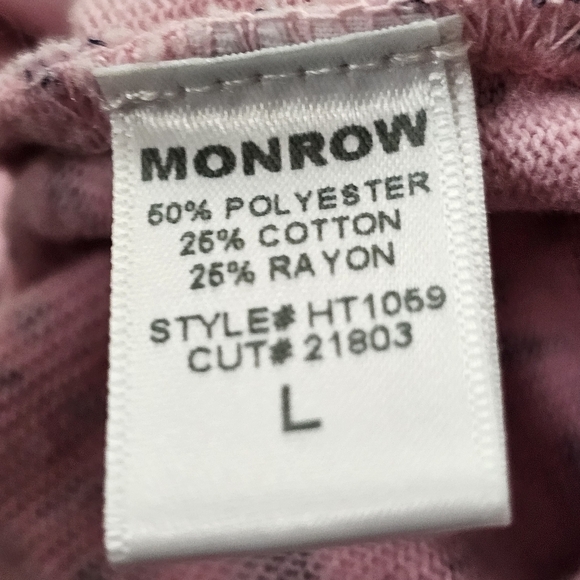 MONROW
50% POLYESTER
25% COTTON
25% RAYON
STYLE# HT1059
CUT# 21803
L